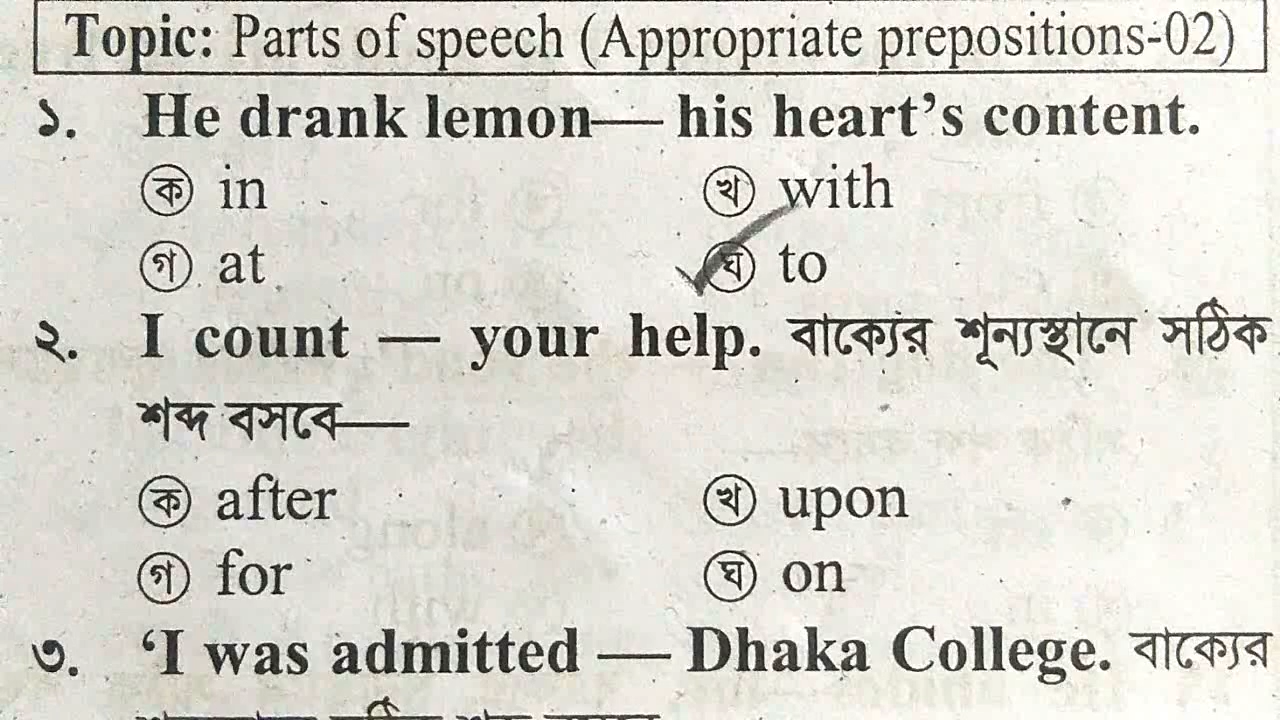 Topic: Parts of speech (Appropriate prepositions-02)
১. He drank lemon— his heart’s content.
ক in খ with
গ at ঘ to
২. I count — your help. বাক্যের শূন্যস্থানে সঠিক
শব্দ বসবে—
ক after খ upon
গ for ঘ on
৩. ‘I was admitted — Dhaka College. বাক্যের